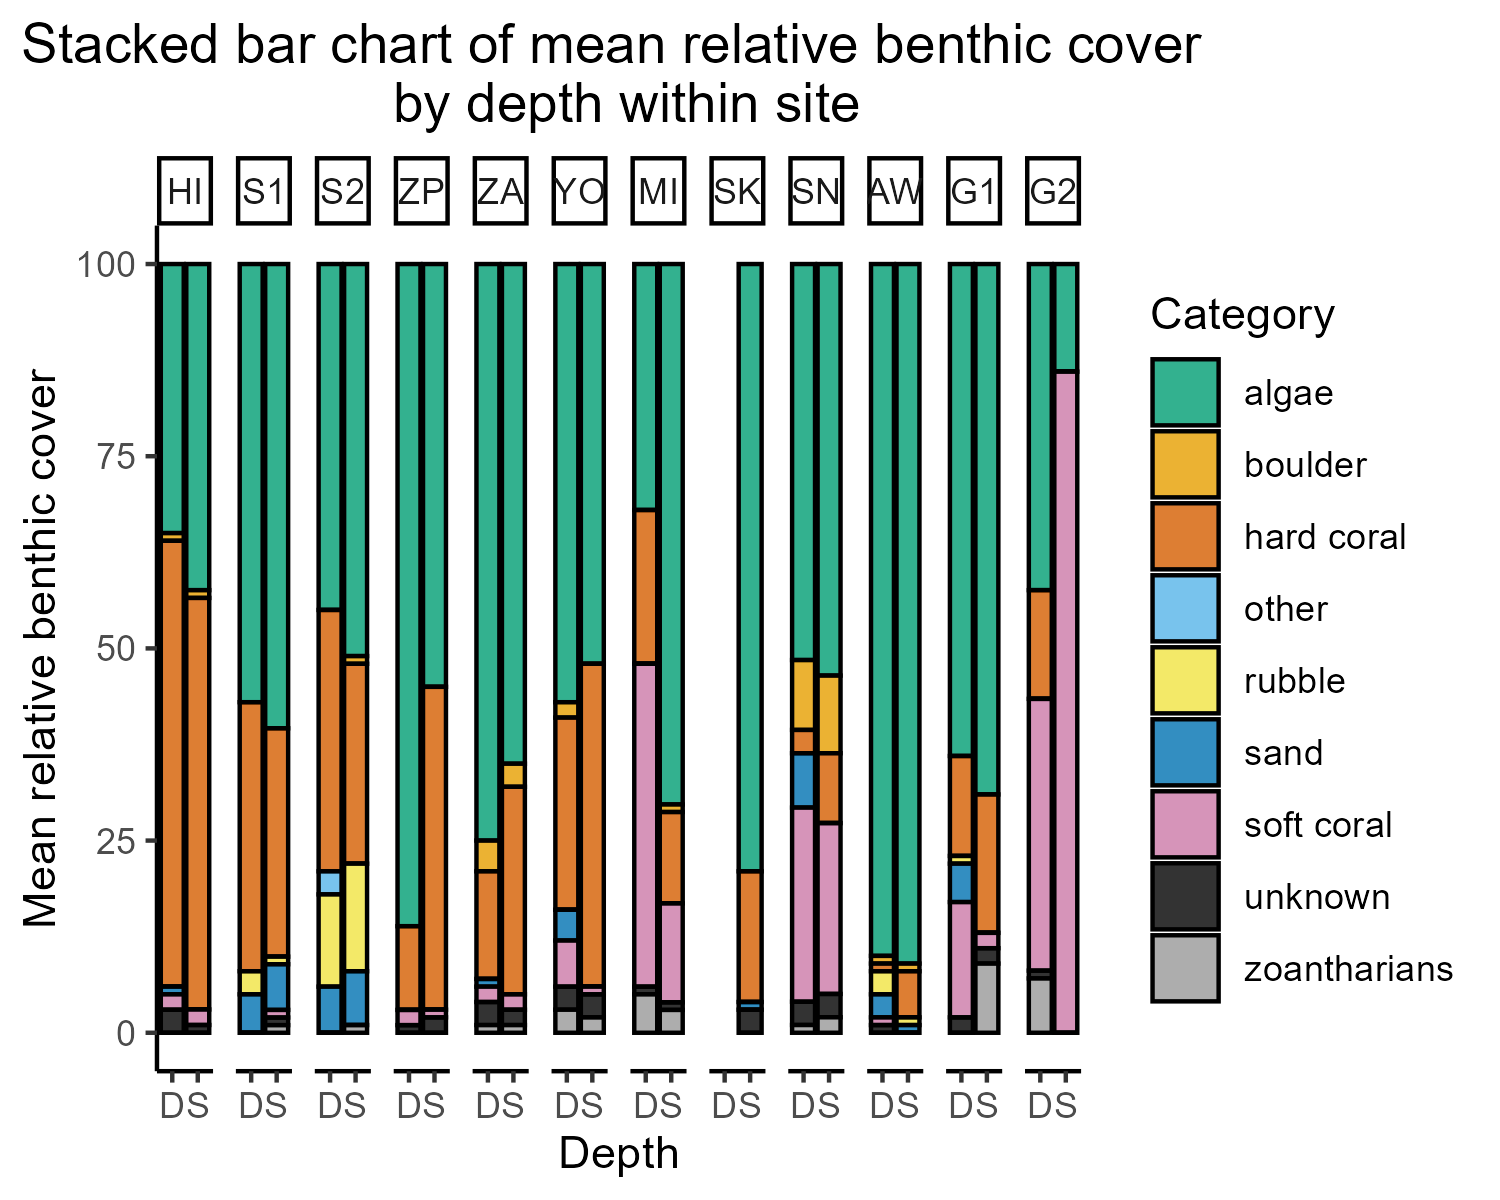 Stacked bar chart of mean relative benthic cover
by depth within site
HI S1 S2 ZP ZA YO MI SK SN AW G1 G2
Mean relative benthic cover
100
75
50
25
0
DS DS DS DS DS DS DS DS DS DS DS DS
Depth
Category
algae
boulder
hard coral
other
rubble
sand
soft coral
unknown
zoantharians